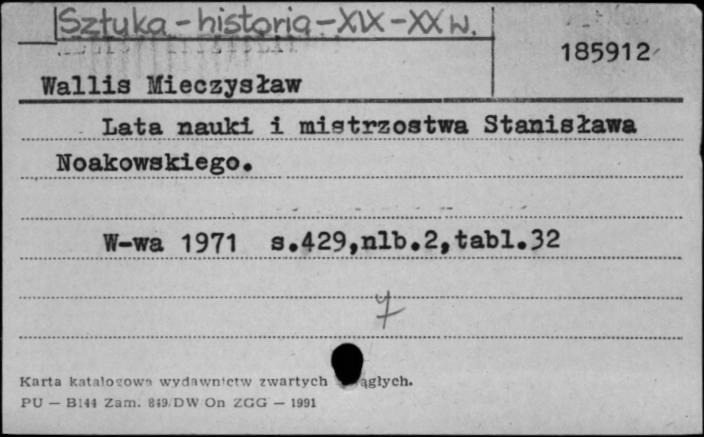 Sztuka - historia - XIX - XX w.
185912
Wallis Mieczysław
Lata nauki i mistrzostwa Stanisława
Noakowskiego.
W-wa 1971 s.429,nlb.2,tabl.32
Karta katalogowa wydawnictw zwartych ągłych.
PU — B144 Zam. 849/DW On ZGG — 1991